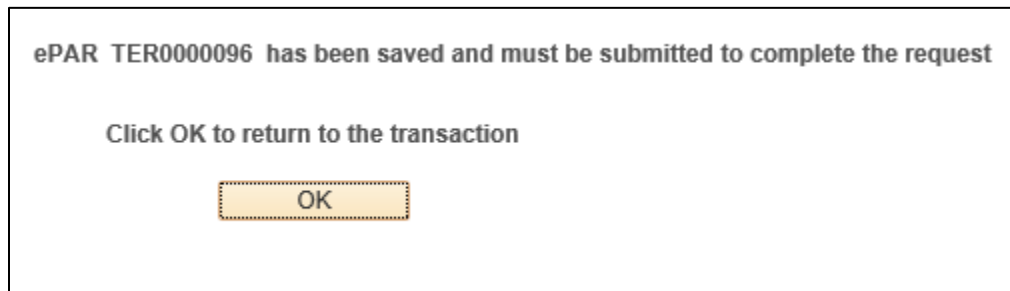 ePAR TER0000096 has been saved and must be submitted to complete the request
Click OK to return to the transaction
OK